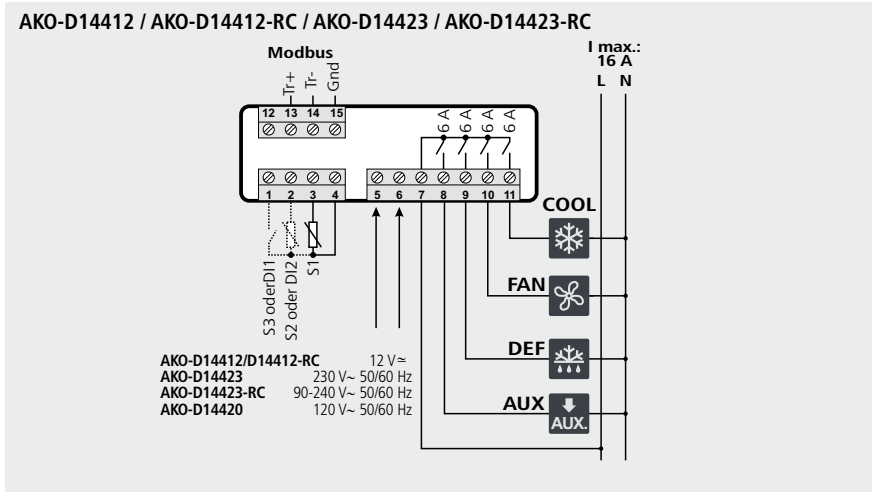 AKO-D14412 / AKO-D14412-RC / AKO-D14423 / AKO-D14423-RC
I max.:
16 A
L N
Modbus
Tr+
Tr-
Gnd
12 13 14 15
6 A
6 A
6 A
6 A
1 2 3 4
5 6 7 8 9 10 11
S3 oderDI1
S2 oder DI2
S1
COOL
FAN
DEF
AUX
AUX.
AKO-D14412/D14412-RC 12 V≃
AKO-D14423 230 V~ 50/60 Hz
AKO-D14423-RC 90-240 V~ 50/60 Hz
AKO-D14420 120 V~ 50/60 Hz